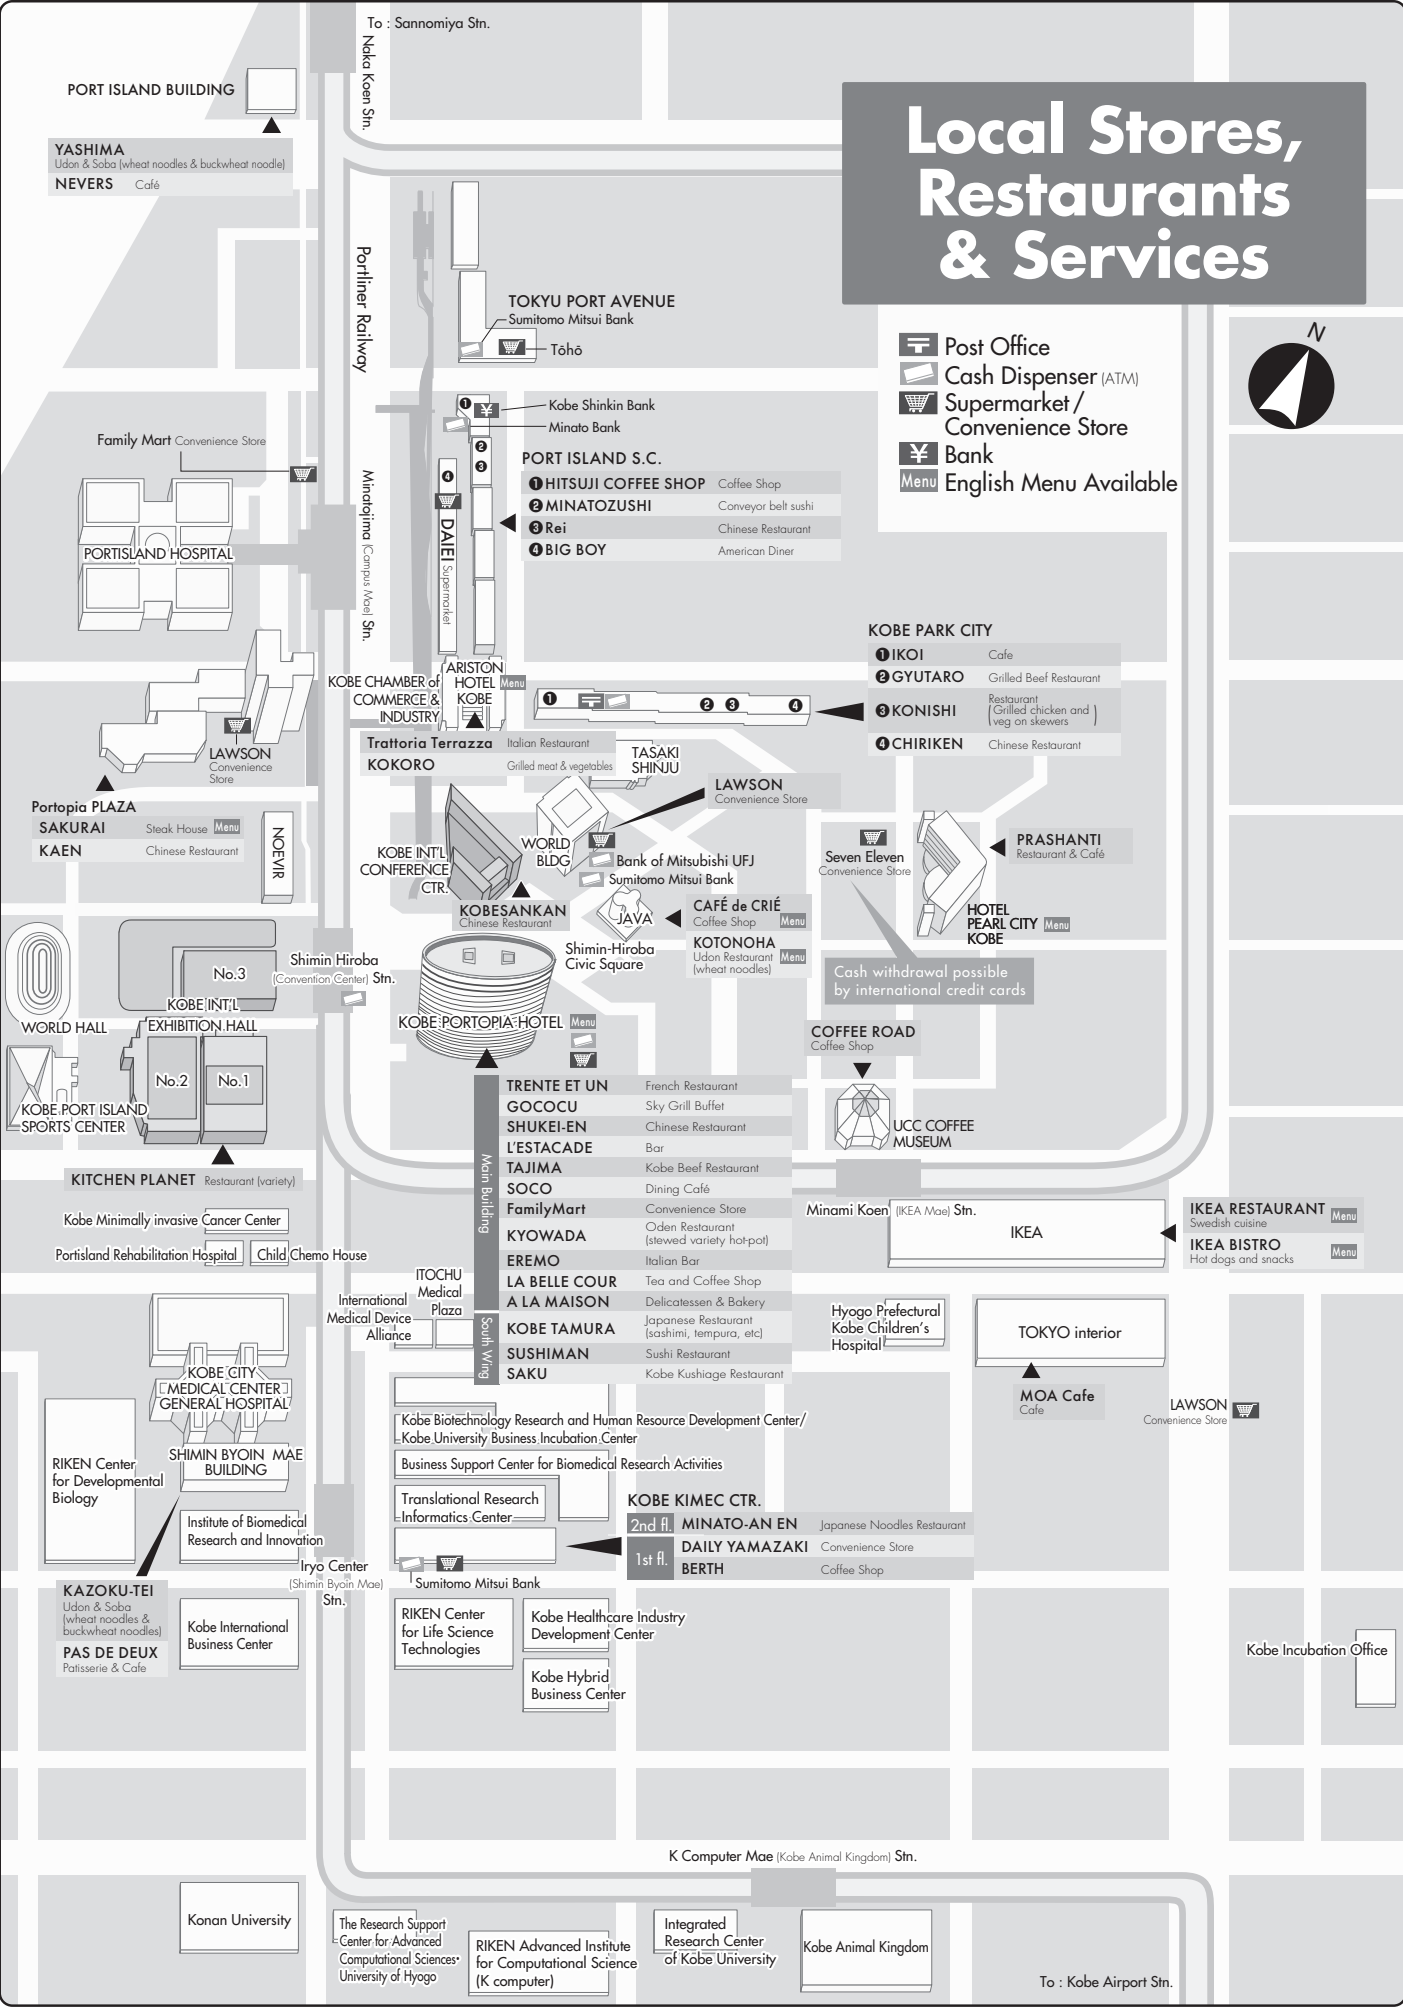 To : Sannomiya Stn.
Naka Koen Stn.
PORT ISLAND BUILDING
YASHIMA
Udon & Soba (wheat noodles & buckwheat noodle)
NEVERS Café
Local Stores,
Restaurants
& Services
Portliner Railway
TOKYU PORT AVENUE
Sumitomo Mitsui Bank
Tōhō
N
Post Office
Cash Dispenser (ATM)
Supermarket /
Convenience Store
¥ Bank
Menu English Menu Available
Kobe Shinkin Bank
Minato Bank
¥
❶
❷
❸
❹
Family Mart Convenience Store
PORT ISLAND S.C.
❶ HITSUJI COFFEE SHOP Coffee Shop
❷ MINATOZUSHI Conveyor belt sushi
❸ Rei Chinese Restaurant
❹ BIG BOY American Diner
DAIEI Supermarket
Minatojima (Campus Mae) Stn.
PORTISLAND HOSPITAL
KOBE PARK CITY
❶ IKOI Cafe
❷ GYUTARO Grilled Beef Restaurant
❸ KONISHI Restaurant
(Grilled chicken and
veg on skewers)
❹ CHIRIKEN Chinese Restaurant
KOBE CHAMBER of
COMMERCE &
INDUSTRY
ARISTON
HOTEL
KOBE
Menu
❶
❷
❸
❹
Trattoria Terrazza Italian Restaurant
KOKORO Grilled meat & vegetables
TASAKI
SHINJU
LAWSON
Convenience
Store
LAWSON
Convenience Store
Portopia PLAZA
SAKURAI Steak House Menu
KAEN Chinese Restaurant
NOEVIR
KOBE INT'L
CONFERENCE
CTR.
WORLD
BLDG
Bank of Mitsubishi UFJ
Sumitomo Mitsui Bank
Seven Eleven
Convenience Store
PRASHANTI
Restaurant & Café
KOBESANKAN
Chinese Restaurant
JAVA
CAFÉ de CRIÉ
Coffee Shop Menu
KOTONOHA
Udon Restaurant
(wheat noodles)
Menu
HOTEL
PEARL CITY
KOBE
Menu
Shimin-Hiroba
Civic Square
Cash withdrawal possible
by international credit cards
No.3
Shimin Hiroba
(Convention Center) Stn.
WORLD HALL
KOBE INT'L
EXHIBITION HALL
No.2
No.1
KOBE PORTOPIA HOTEL Menu
COFFEE ROAD
Coffee Shop
KOBE PORT ISLAND
SPORTS CENTER
UCC COFFEE
MUSEUM
KITCHEN PLANET Restaurant (variety)
Main Building
TRENTE ET UN French Restaurant
GOCOCU Sky Grill Buffet
SHUKEI-EN Chinese Restaurant
L'ESTACADE Bar
TAJIMA Kobe Beef Restaurant
SOCO Dining Café
FamilyMart Convenience Store
KYOWADA Oden Restaurant
(stewed variety hot-pot)
EREMO Italian Bar
LA BELLE COUR Tea and Coffee Shop
A LA MAISON Delicatessen & Bakery
South Wing
KOBE TAMURA Japanese Restaurant
(sashimi, tempura, etc)
SUSHIMAN Sushi Restaurant
SAKU Kobe Kushiage Restaurant
Kobe Minimally invasive Cancer Center
Portisland Rehabilitation Hospital
Child Chemo House
Minami Koen (IKEA Mae) Stn.
IKEA
IKEA RESTAURANT
Swedish cuisine
Menu
IKEA BISTRO
Hot dogs and snacks
Menu
ITOCHU
Medical
Plaza
International
Medical Device
Alliance
Hyogo Prefectural
Kobe Children's
Hospital
TOKYO interior
MOA Cafe
Cafe
LAWSON
Convenience Store
KOBE CITY
MEDICAL CENTER
GENERAL HOSPITAL
Kobe Biotechnology Research and Human Resource Development Center/
Kobe University Business Incubation Center
SHIMIN BYOIN MAE
BUILDING
RIKEN Center
for Developmental
Biology
Business Support Center for Biomedical Research Activities
Translational Research
Informatics Center
Institute of Biomedical
Research and Innovation
KOBE KIMEC CTR.
2nd fl. MINATO-AN EN Japanese Noodles Restaurant
1st fl. DAILY YAMAZAKI Convenience Store
BERTH Coffee Shop
Iryo Center
(Shimin Byoin Mae)
Stn.
Sumitomo Mitsui Bank
KAZOKU-TEI
Udon & Soba
(wheat noodles &
buckwheat noodles)
PAS DE DEUX
Patisserie & Cafe
Kobe International
Business Center
RIKEN Center
for Life Science
Technologies
Kobe Healthcare Industry
Development Center
Kobe Hybrid
Business Center
Kobe Incubation Office
K Computer Mae (Kobe Animal Kingdom) Stn.
Konan University
The Research Support
Center for Advanced
Computational Sciences・
University of Hyogo
RIKEN Advanced Institute
for Computational Science
(K computer)
Integrated
Research Center
of Kobe University
Kobe Animal Kingdom
To : Kobe Airport Stn.